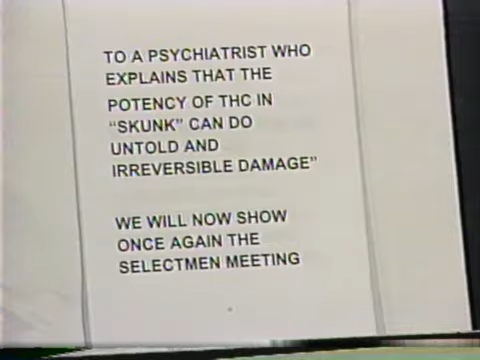 TO A PSYCHIATRIST WHO
EXPLAINS THAT THE
POTENCY OF THC IN
“SKUNK” CAN DO
UNTOLD AND
IRREVERSIBLE DAMAGE”
WE WILL NOW SHOW
ONCE AGAIN THE
SELECTMEN MEETING